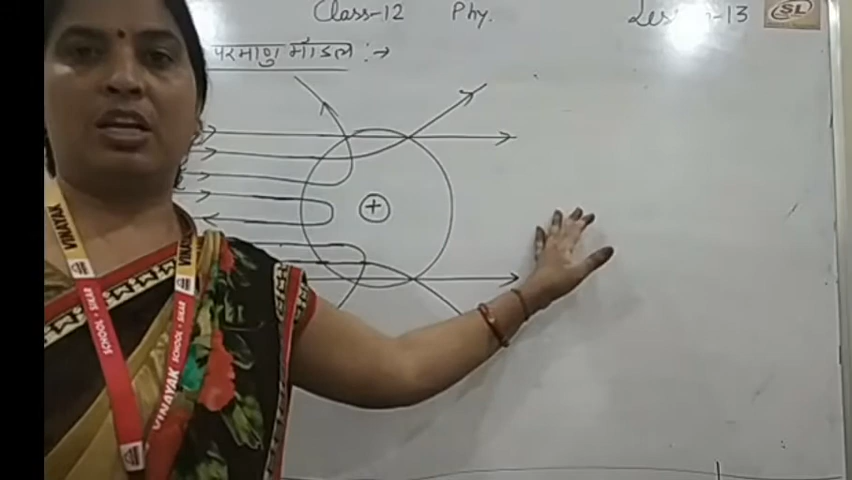 Class-12 Phy. Lesson-13 SL
परमाणु मॉडल :→
+
VINAYAK SCHOOL • SIKAR
VINAYAK SCHOOL • SIKAR